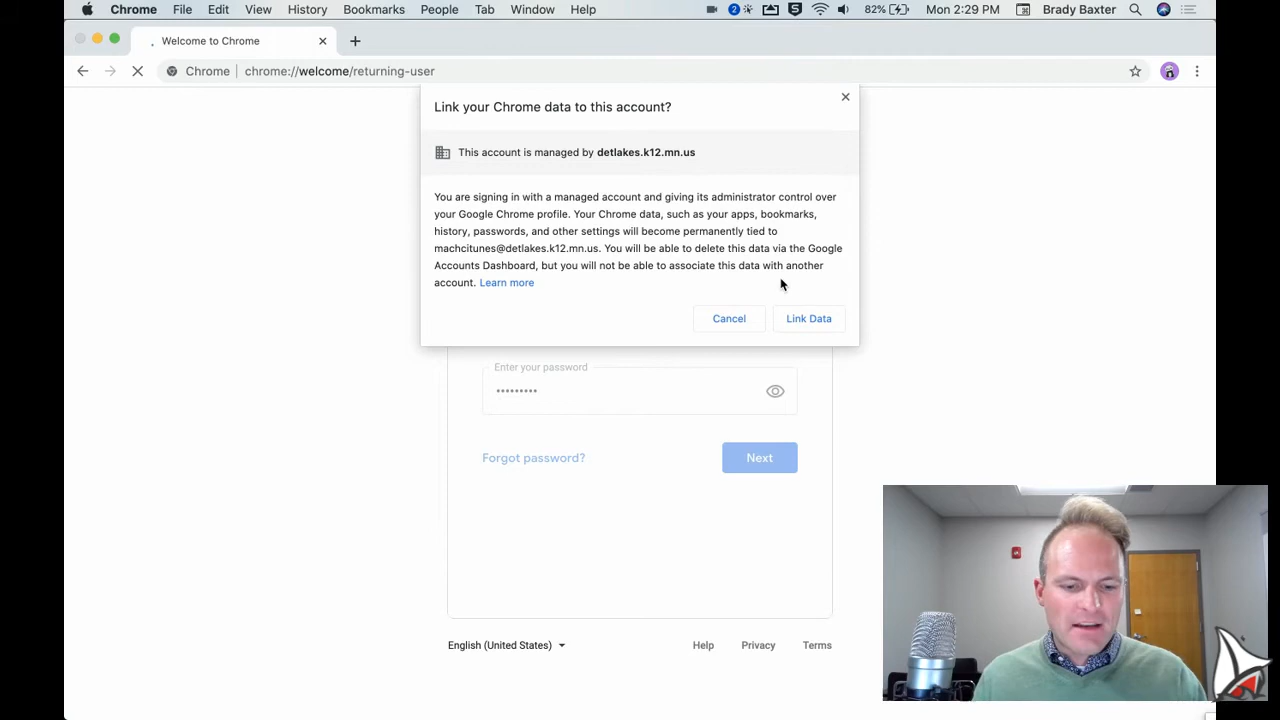 Chrome File Edit View History Bookmarks People Tab Window Help 2 S 82% Mon 2:29 PM Brady Baxter
Welcome to Chrome
Chrome chrome://welcome/returning-user
Link your Chrome data to this account?
This account is managed by detlakes.k12.mn.us
You are signing in with a managed account and giving its administrator control over
your Google Chrome profile. Your Chrome data, such as your apps, bookmarks,
history, passwords, and other settings will become permanently tied to
machcitunes@detlakes.k12.mn.us. You will be able to delete this data via the Google
Accounts Dashboard, but you will not be able to associate this data with another
account. Learn more
Cancel Link Data
Enter your password
•••••••••
Forgot password? Next
English (United States) Help Privacy Terms